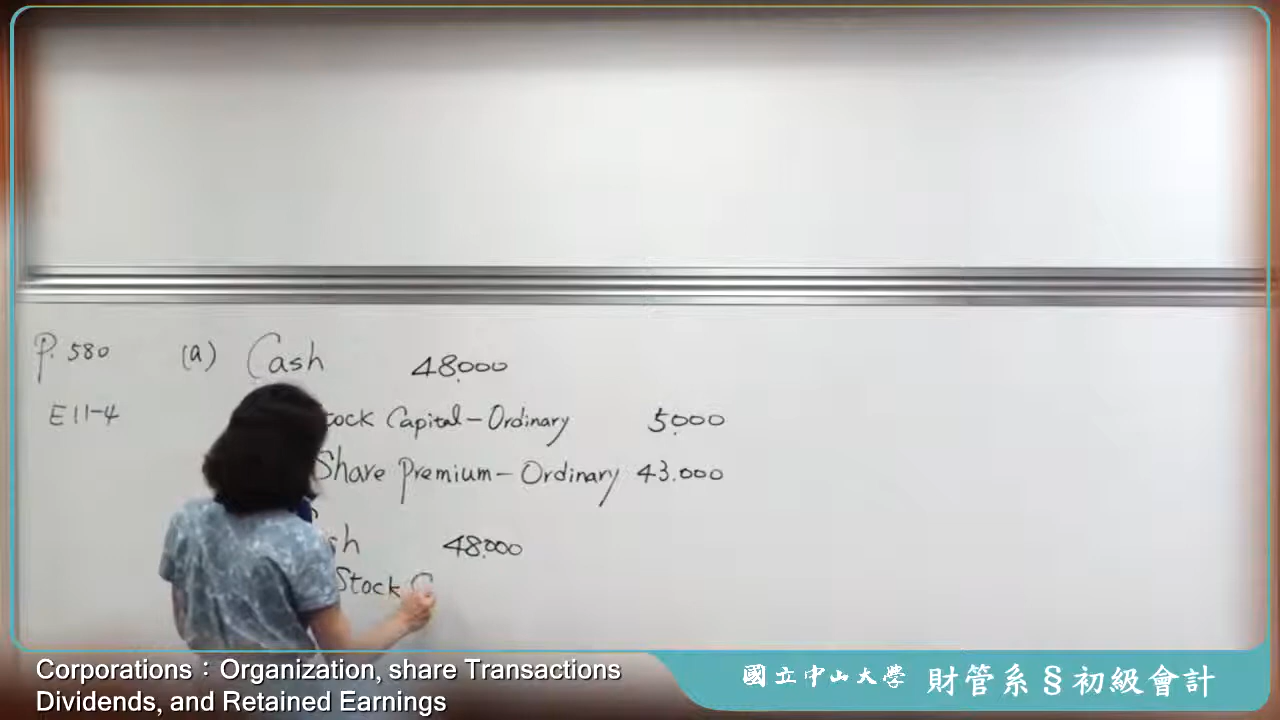 P. 580 (a) Cash 48,000
E11-4 tock Capital-Ordinary 5,000
Share Premium-Ordinary 43,000
sh 48,000
Stock C
Corporations：Organization, share Transactions
Dividends, and Retained Earnings
國立中山大學 財管系§初級會計